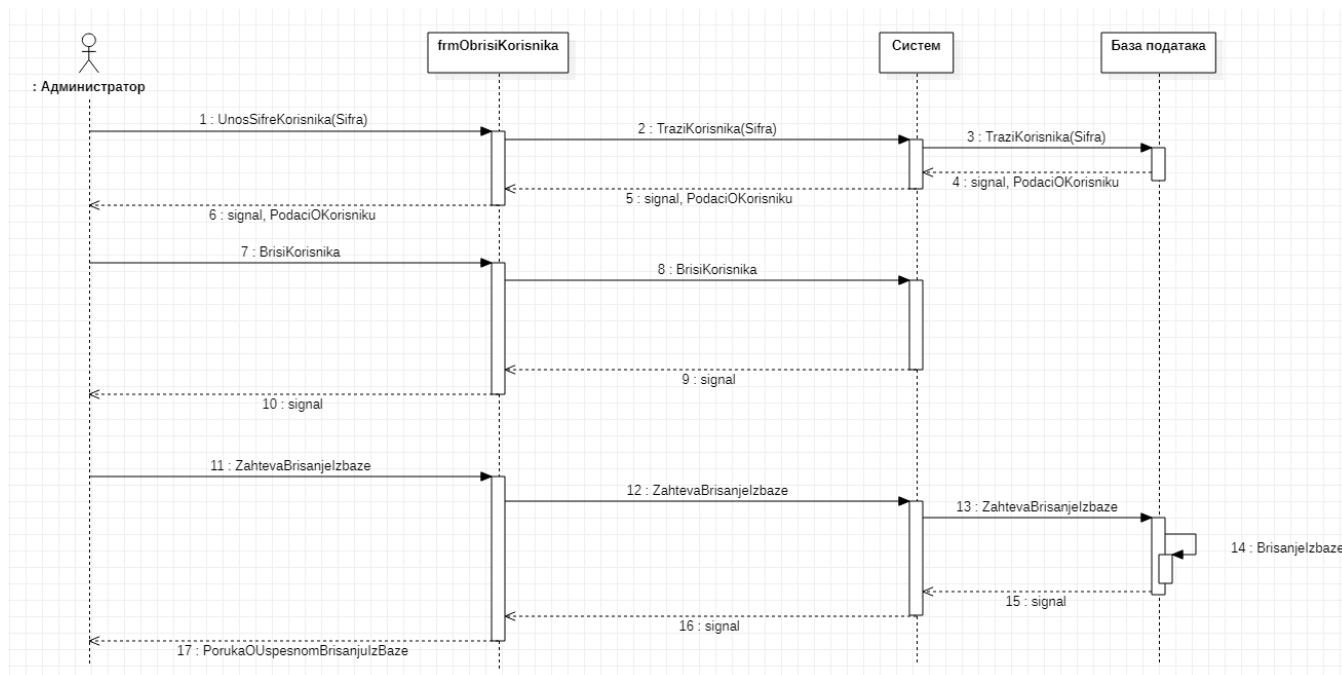 frmObrisiKorisnika
Систем
База података
: Администратор
1 : UnosSifreKorisnika(Sifra)
2 : TraziKorisnika(Sifra)
3 : TraziKorisnika(Sifra)
4 : signal, PodaciOKorisniku
5 : signal, PodaciOKorisniku
6 : signal, PodaciOKorisniku
7 : BrisiKorisnika
8 : BrisiKorisnika
9 : signal
10 : signal
11 : ZahtevaBrisanjeIzbaze
12 : ZahtevaBrisanjeIzbaze
13 : ZahtevaBrisanjeIzbaze
14 : BrisanjeIzbaze
15 : signal
16 : signal
17 : PorukaOUspesnomBrisanjuIzBaze